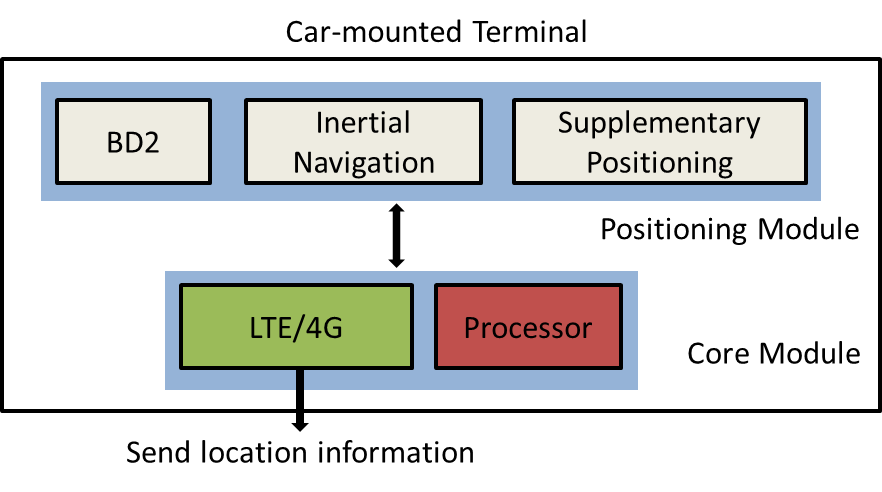 Car-mounted Terminal
BD2
Inertial
Navigation
Supplementary
Positioning
Positioning Module
LTE/4G
Processor
Core Module
Send location information